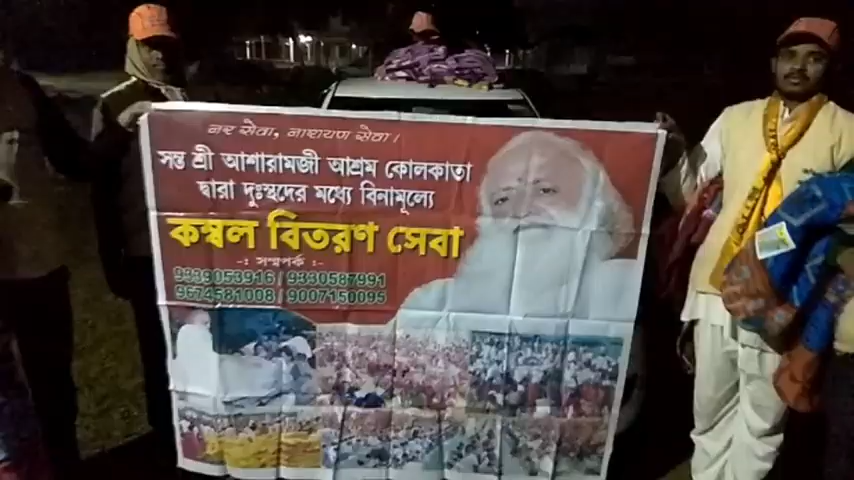 নর সেবা, নারায়ণ সেবা।
সন্ত শ্রী আশারামজী আশ্রম কোলকাতা
দ্বারা দুঃস্থদের মধ্যে বিনামূল্যে
কম্বল বিতরণ সেবা
-: সম্পর্ক :-
9339053916 / 9330587991
9674581008 / 9007150095